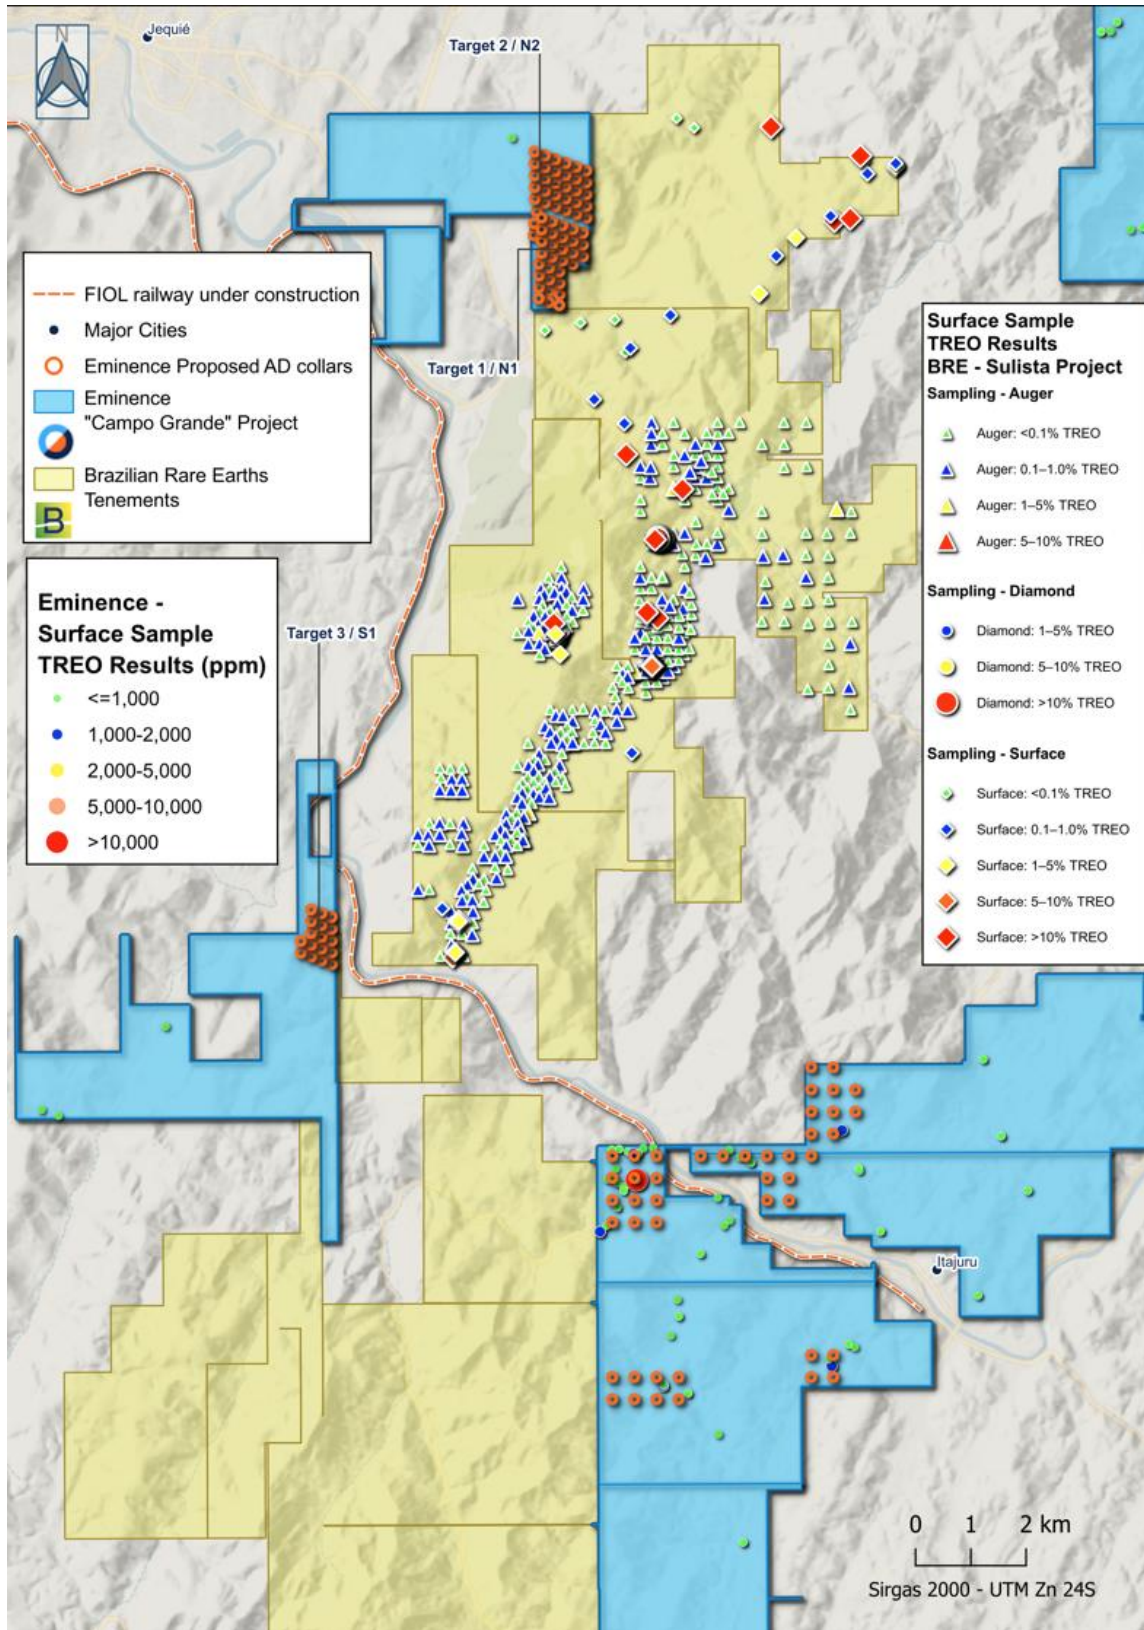 N
Jequié
Target 2 / N2
FIOL railway under construction
Major Cities
Eminence Proposed AD collars
Eminence
"Campo Grande" Project
Brazilian Rare Earths
Tenements
B
Target 1 / N1
Surface Sample
TREO Results
BRE - Sulista Project
Sampling - Auger
Auger: <0.1% TREO
Auger: 0.1–1.0% TREO
Auger: 1–5% TREO
Auger: 5–10% TREO
Sampling - Diamond
Diamond: 1–5% TREO
Diamond: 5–10% TREO
Diamond: >10% TREO
Sampling - Surface
Surface: <0.1% TREO
Surface: 0.1–1.0% TREO
Surface: 1–5% TREO
Surface: 5–10% TREO
Surface: >10% TREO
Eminence -
Surface Sample
TREO Results (ppm)
<=1,000
1,000-2,000
2,000-5,000
5,000-10,000
>10,000
Target 3 / S1
Itajuru
0 1 2 km
Sirgas 2000 - UTM Zn 24S